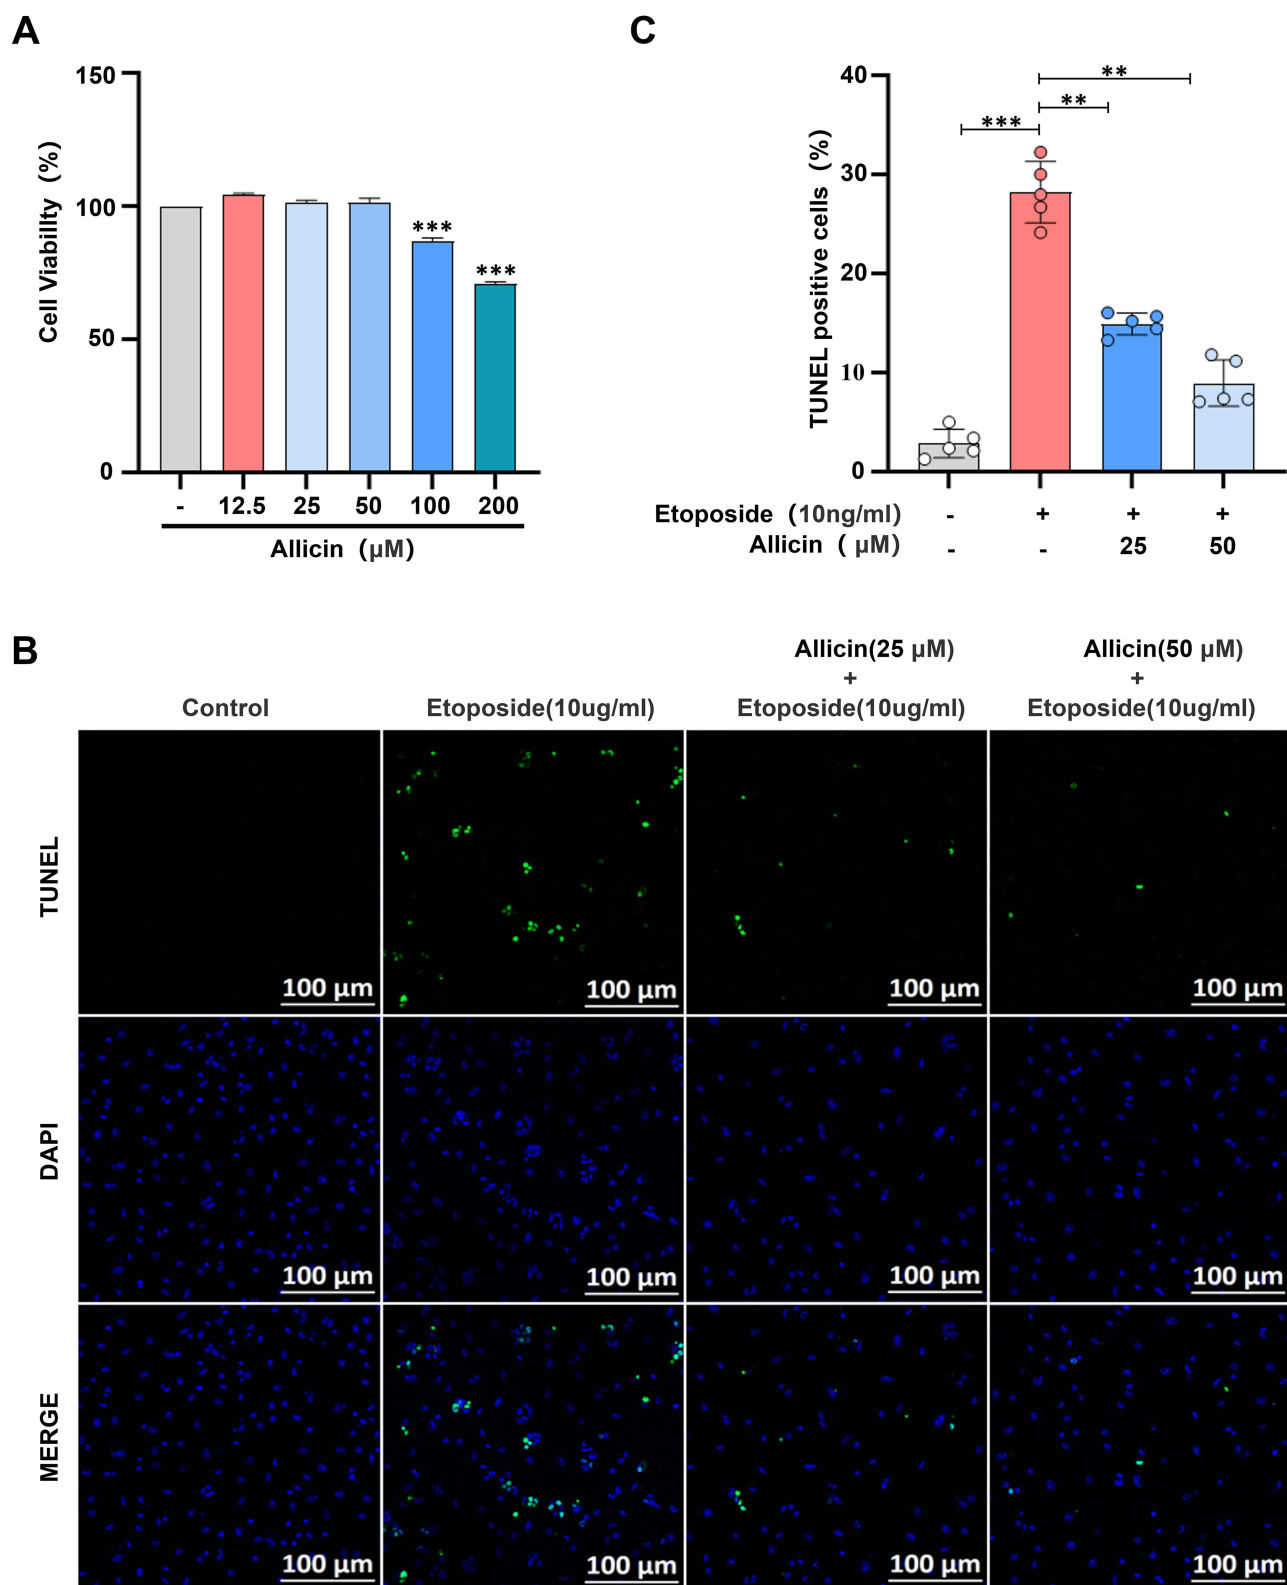 A
150
100
50
0
Cell Viability (%)
***
***
- 12.5 25 50 100 200
Allicin (μM)
C
40
30
20
10
0
TUNEL positive cells (%)
**
**
***
Etoposide (10ng/ml) - + + +
Allicin ( μM) - - 25 50
B
Control
Etoposide(10ug/ml)
Allicin(25 μM)
+
Etoposide(10ug/ml)
Allicin(50 μM)
+
Etoposide(10ug/ml)
TUNEL
100 μm
100 μm
100 μm
100 μm
DAPI
100 μm
100 μm
100 μm
100 μm
MERGE
100 μm
100 μm
100 μm
100 μm